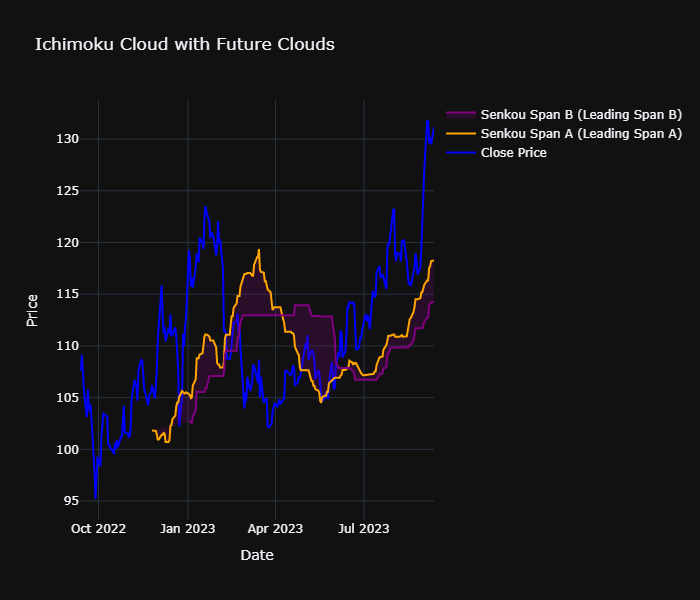 Ichimoku Cloud with Future Clouds
Senkou Span B (Leading Span B)
Senkou Span A (Leading Span A)
Close Price
130
125
120
115
110
105
100
95
Price
Oct 2022
Jan 2023
Apr 2023
Jul 2023
Date